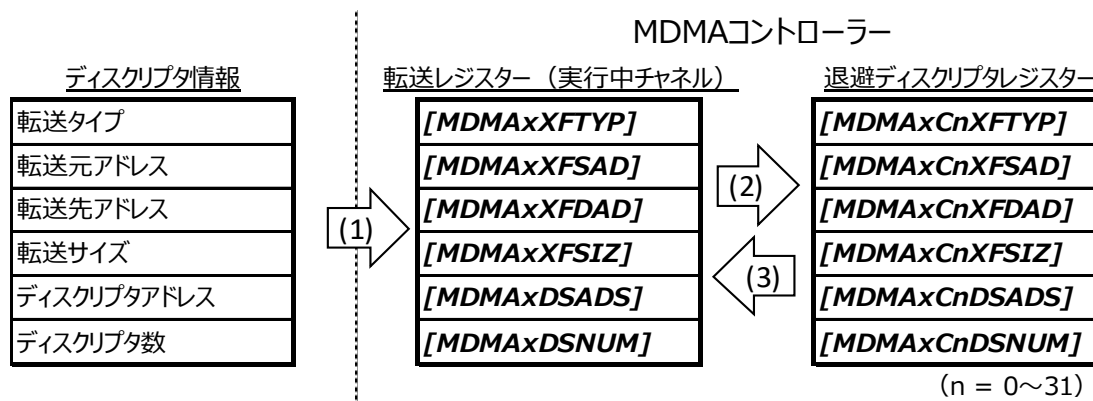 MDMAコントローラー
ディスクリプタ情報
転送レジスター（実行中チャネル）
退避ディスクリプタレジスター
転送タイプ
[MDMAxXFTYP]
[MDMAxCnXFTYP]
転送元アドレス
[MDMAxXFSAD]
[MDMAxCnXFSAD]
転送先アドレス
[MDMAxXFDAD]
[MDMAxCnXFDAD]
転送サイズ
[MDMAxXFSIZ]
[MDMAxCnXFSIZ]
ディスクリプタアドレス
[MDMAxDSADS]
[MDMAxCnDSADS]
ディスクリプタ数
[MDMAxDSNUM]
[MDMAxCnDSNUM]
(1)
(2)
(3)
（n = 0～31）